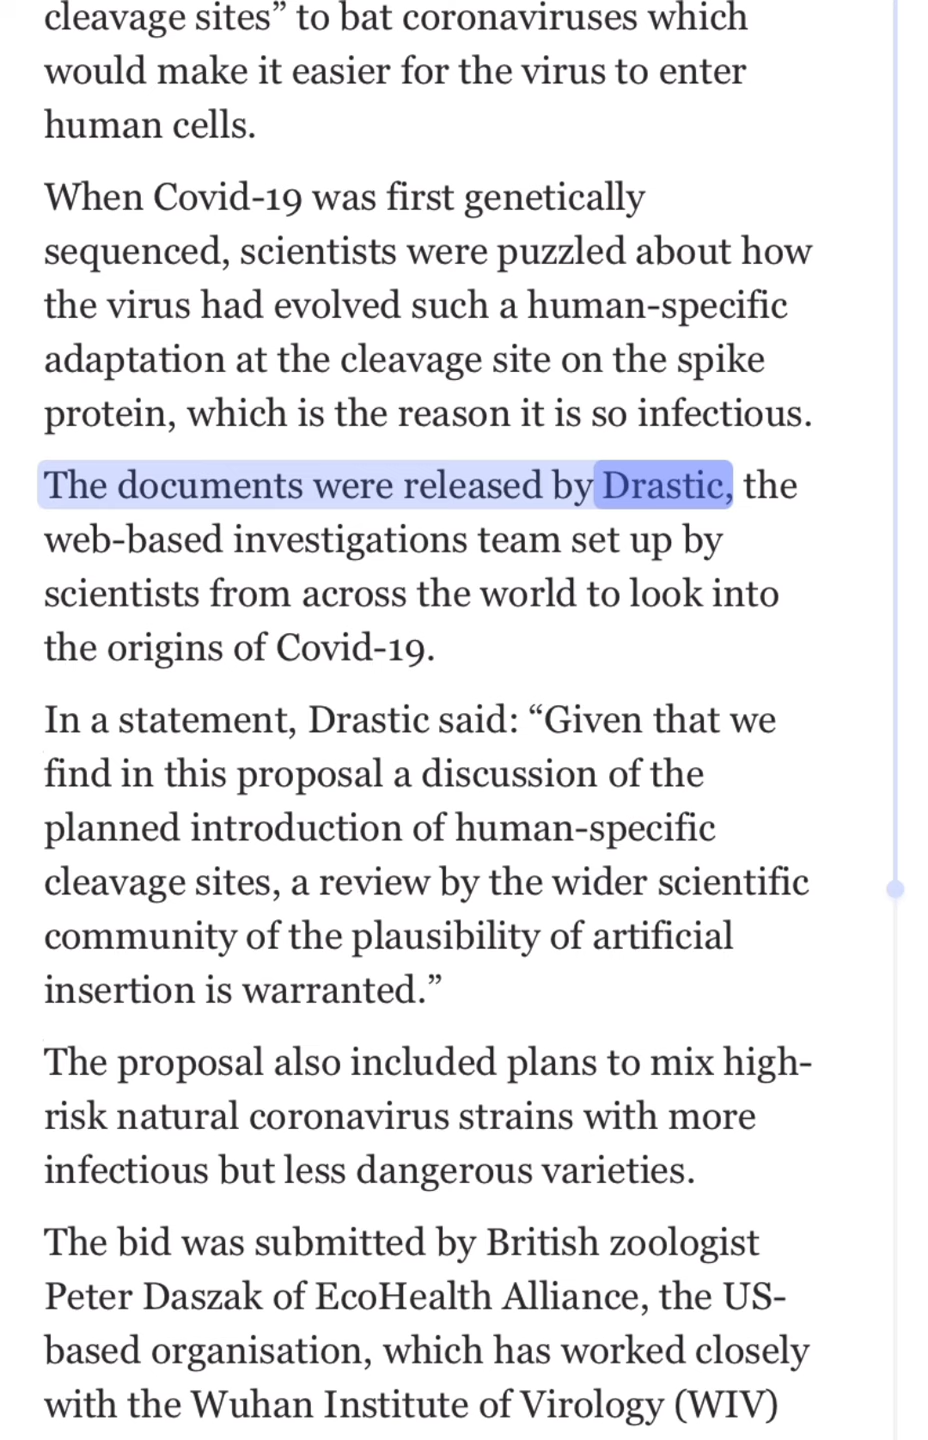 cleavage sites” to bat coronaviruses which
would make it easier for the virus to enter
human cells.
When Covid-19 was first genetically
sequenced, scientists were puzzled about how
the virus had evolved such a human-specific
adaptation at the cleavage site on the spike
protein, which is the reason it is so infectious.
The documents were released by Drastic, the
web-based investigations team set up by
scientists from across the world to look into
the origins of Covid-19.
In a statement, Drastic said: “Given that we
find in this proposal a discussion of the
planned introduction of human-specific
cleavage sites, a review by the wider scientific
community of the plausibility of artificial
insertion is warranted.”
The proposal also included plans to mix high-
risk natural coronavirus strains with more
infectious but less dangerous varieties.
The bid was submitted by British zoologist
Peter Daszak of EcoHealth Alliance, the US-
based organisation, which has worked closely
with the Wuhan Institute of Virology (WIV)